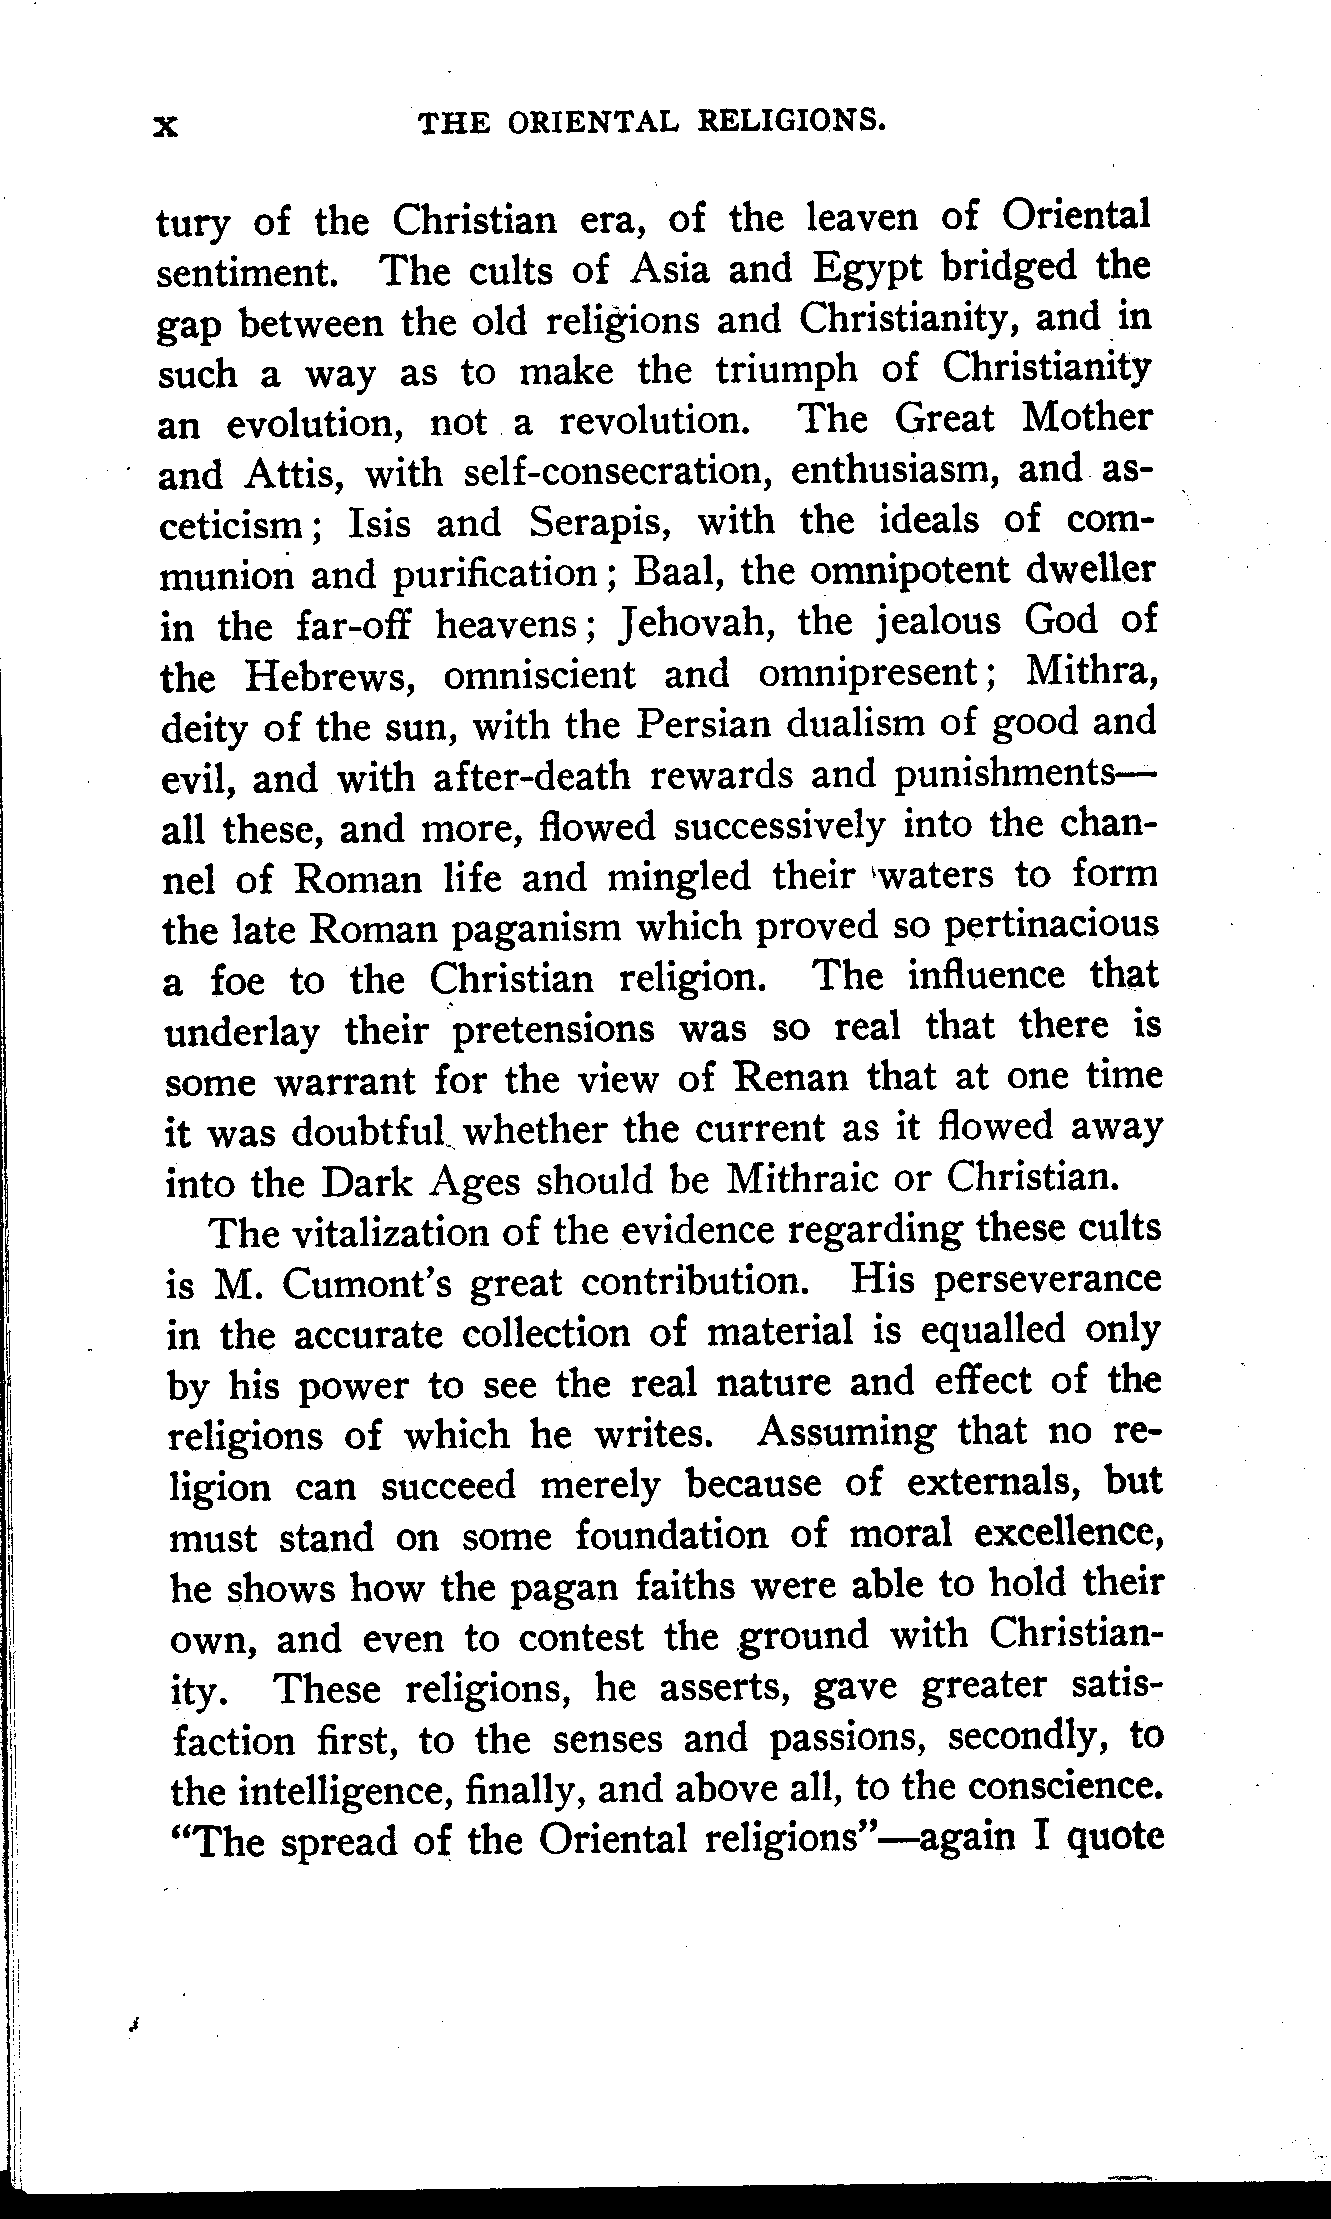 x THE ORIENTAL RELIGIONS.
tury of the Christian era, of the leaven of Oriental
sentiment. The cults of Asia and Egypt bridged the
gap between the old religions and Christianity, and in
such a way as to make the triumph of Christianity
an evolution, not a revolution. The Great Mother
and Attis, with self-consecration, enthusiasm, and as-
ceticism; Isis and Serapis, with the ideals of com-
munion and purification; Baal, the omnipotent dweller
in the far-off heavens; Jehovah, the jealous God of
the Hebrews, omniscient and omnipresent; Mithra,
deity of the sun, with the Persian dualism of good and
evil, and with after-death rewards and punishments—
all these, and more, flowed successively into the chan-
nel of Roman life and mingled their waters to form
the late Roman paganism which proved so pertinacious
a foe to the Christian religion. The influence that
underlay their pretensions was so real that there is
some warrant for the view of Renan that at one time
it was doubtful whether the current as it flowed away
into the Dark Ages should be Mithraic or Christian.
The vitalization of the evidence regarding these cults
is M. Cumont's great contribution. His perseverance
in the accurate collection of material is equalled only
by his power to see the real nature and effect of the
religions of which he writes. Assuming that no re-
ligion can succeed merely because of externals, but
must stand on some foundation of moral excellence,
he shows how the pagan faiths were able to hold their
own, and even to contest the ground with Christian-
ity. These religions, he asserts, gave greater satis-
faction first, to the senses and passions, secondly, to
the intelligence, finally, and above all, to the conscience.
“The spread of the Oriental religions”—again I quote